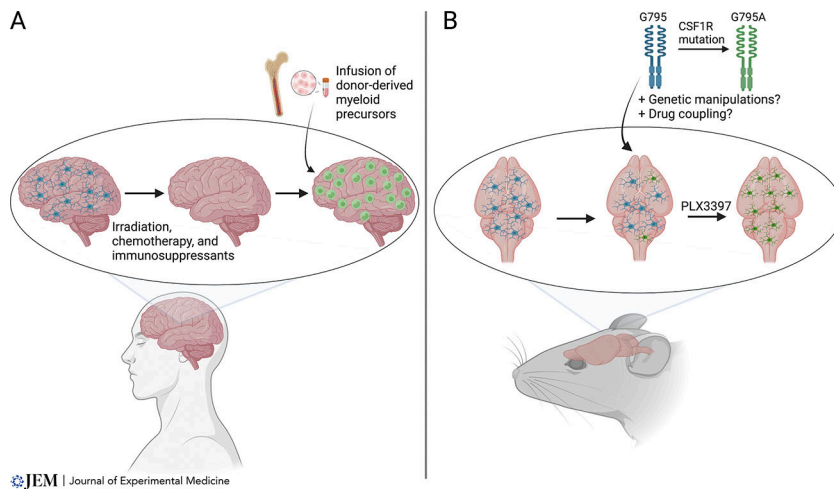 A
Infusion of
donor-derived
myeloid
precursors
Irradiation,
chemotherapy, and
immunosuppressants
B
G795
CSF1R
mutation
G795A
+ Genetic manipulations?
+ Drug coupling?
PLX3397
JEM | Journal of Experimental Medicine